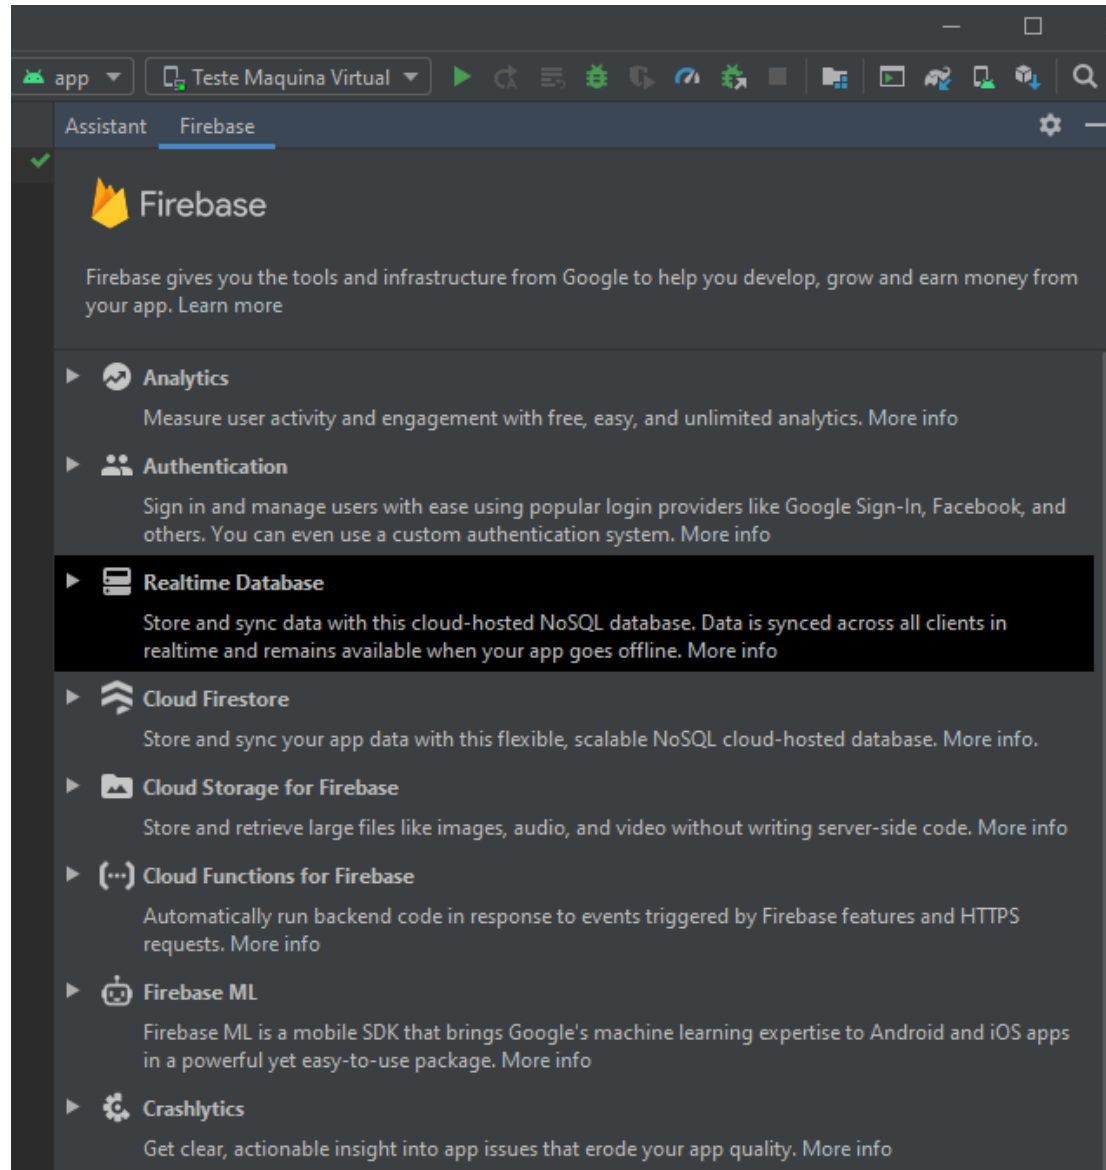 app
Teste Maquina Virtual
Assistant
Firebase
Firebase
Firebase gives you the tools and infrastructure from Google to help you develop, grow and earn money from
your app. Learn more
Analytics
Measure user activity and engagement with free, easy, and unlimited analytics. More info
Authentication
Sign in and manage users with ease using popular login providers like Google Sign-In, Facebook, and
others. You can even use a custom authentication system. More info
Realtime Database
Store and sync data with this cloud-hosted NoSQL database. Data is synced across all clients in
realtime and remains available when your app goes offline. More info
Cloud Firestore
Store and sync your app data with this flexible, scalable NoSQL cloud-hosted database. More info.
Cloud Storage for Firebase
Store and retrieve large files like images, audio, and video without writing server-side code. More info
Cloud Functions for Firebase
Automatically run backend code in response to events triggered by Firebase features and HTTPS
requests. More info
Firebase ML
Firebase ML is a mobile SDK that brings Google's machine learning expertise to Android and iOS apps
in a powerful yet easy-to-use package. More info
Crashlytics
Get clear, actionable insight into app issues that erode your app quality. More info